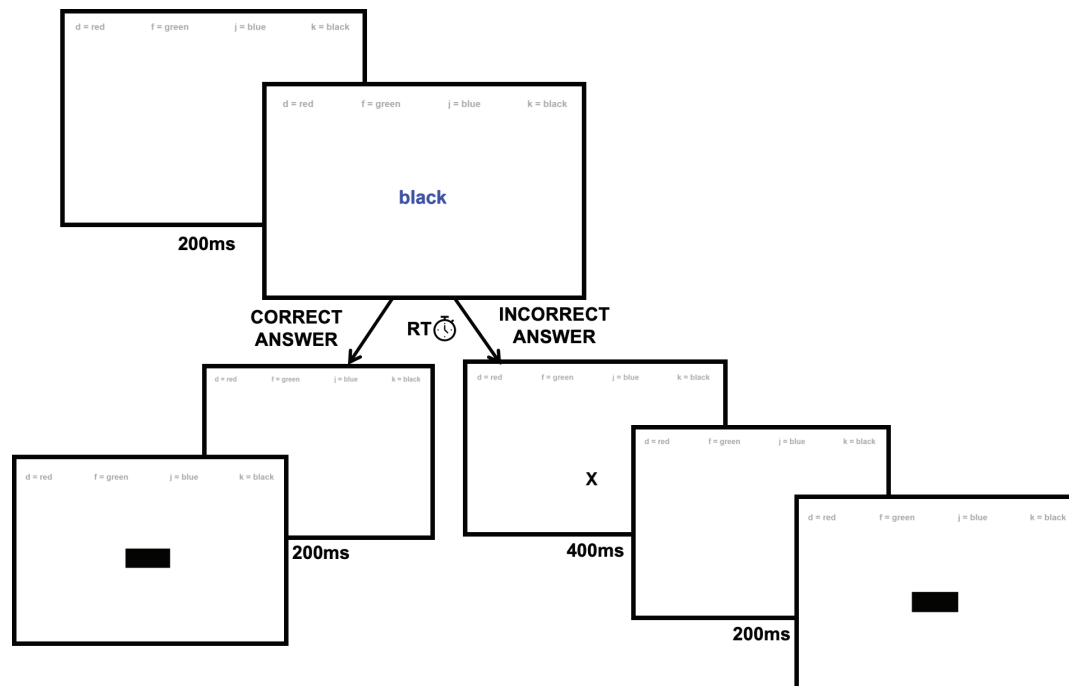 d = red f = green j = blue k = black
d = red f = green j = blue k = black
black
200ms
CORRECT
ANSWER
RT
INCORRECT
ANSWER
d = red f = green j = blue k = black
200ms
d = red f = green j = blue k = black
d = red f = green j = blue k = black
X
400ms
d = red f = green j = blue k = black
200ms
d = red f = green j = blue k = black